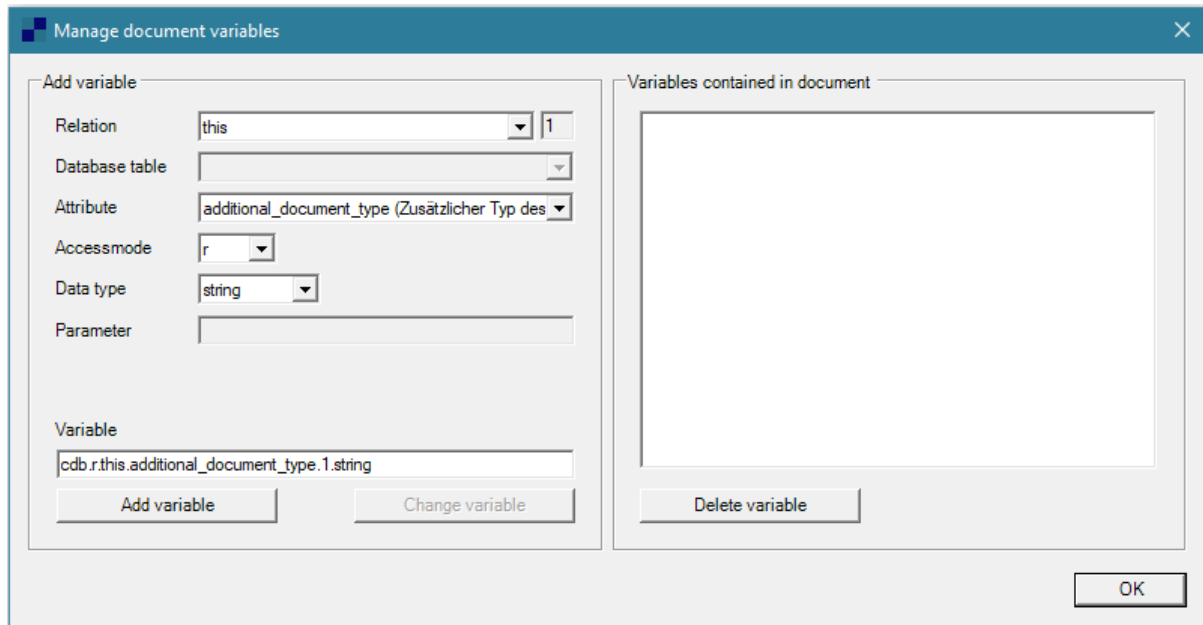 Manage document variables
Add variable
Relation
this
1
Database table
Attribute
additional_document_type (Zusätzlicher Typ des
Accessmode
r
Data type
string
Parameter
Variable
cdb.r.this.additional_document_type.1.string
Add variable
Change variable
Variables contained in document
Delete variable
OK